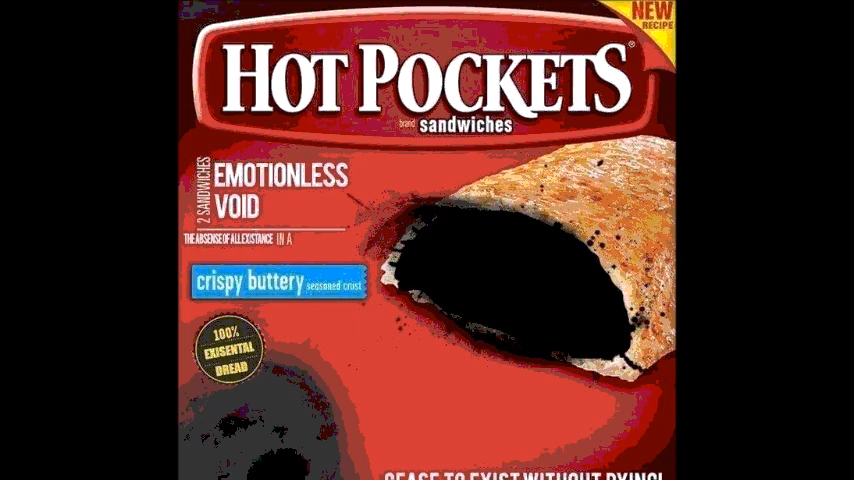 NEW
RECIPE
HOT POCKETS®
brand sandwiches
2 SANDWICHES
EMOTIONLESS
VOID
THE ABSENSE OF ALL EXISTANCE IN A
crispy buttery seasoned crust
100%
EXISENTAL
DREAD
CEASE TO EXIST WITHOUT DYING!